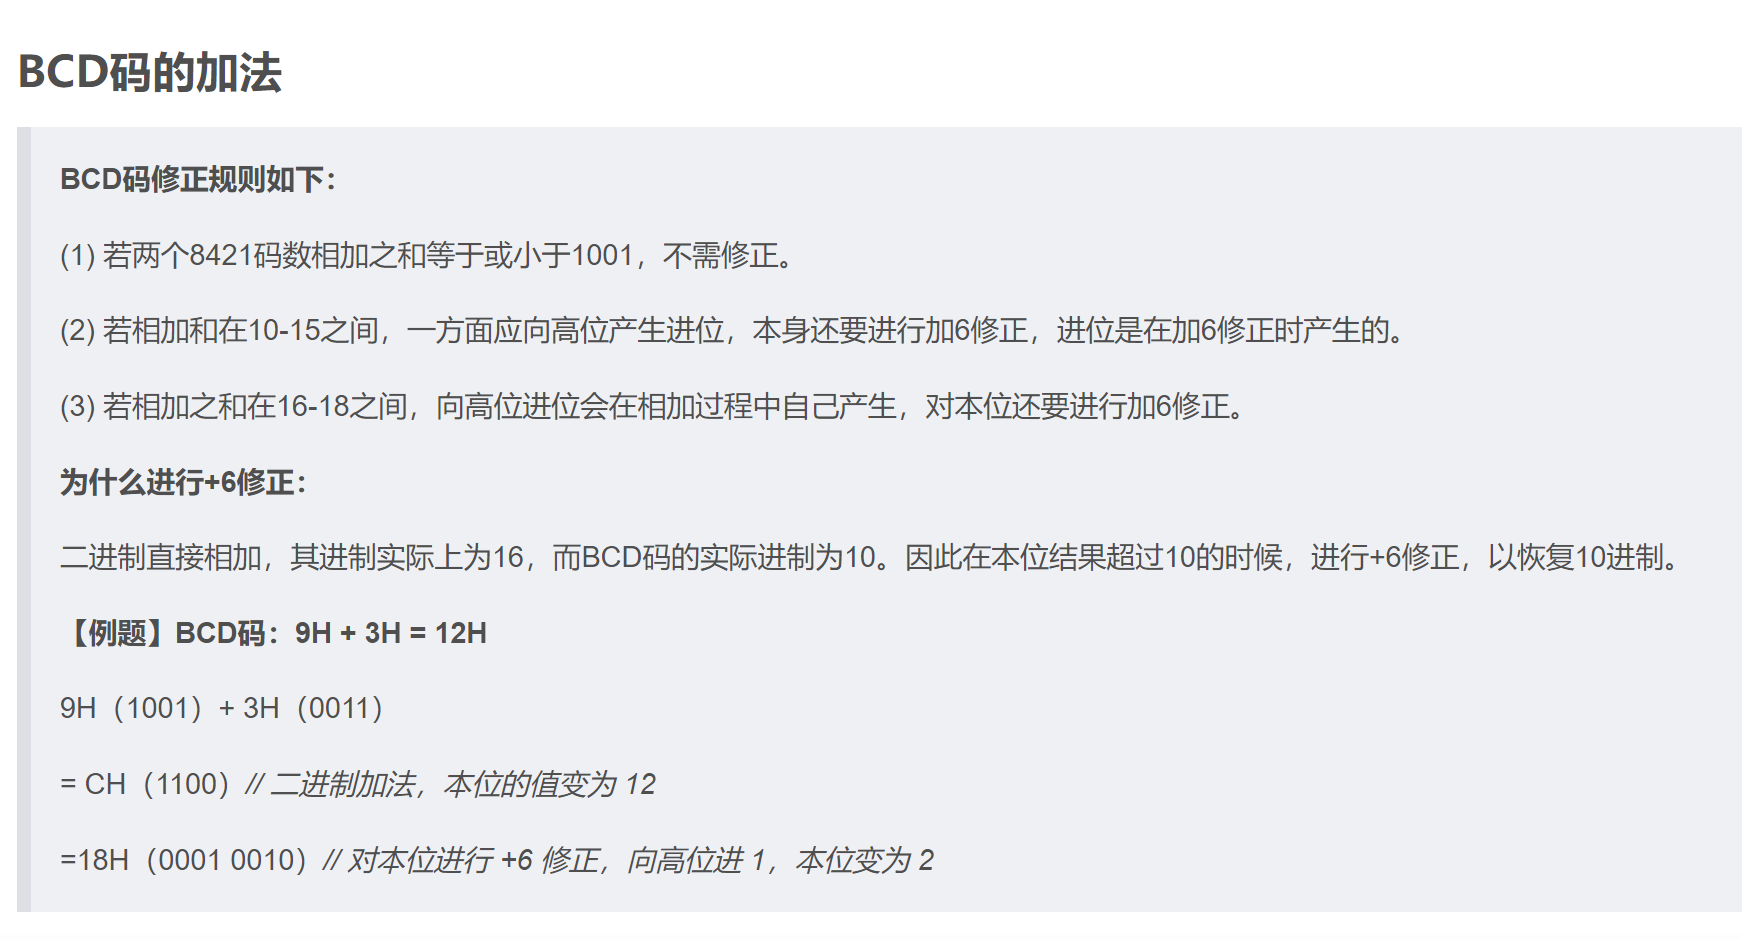 BCD码的加法
BCD码修正规则如下：
(1) 若两个8421码数相加之和等于或小于1001，不需修正。
(2) 若相加和在10-15之间，一方面应向高位产生进位，本身还要进行加6修正，进位是在加6修正时产生的。
(3) 若相加之和在16-18之间，向高位进位会在相加过程中自己产生，对本位还要进行加6修正。
为什么进行+6修正：
二进制直接相加，其进制实际上为16，而BCD码的实际进制为10。因此在本位结果超过10的时候，进行+6修正，以恢复10进制。
【例题】BCD码：9H + 3H = 12H
9H（1001）+ 3H（0011）
= CH（1100）// 二进制加法，本位的值变为 12
=18H（0001 0010）// 对本位进行 +6 修正，向高位进 1，本位变为 2